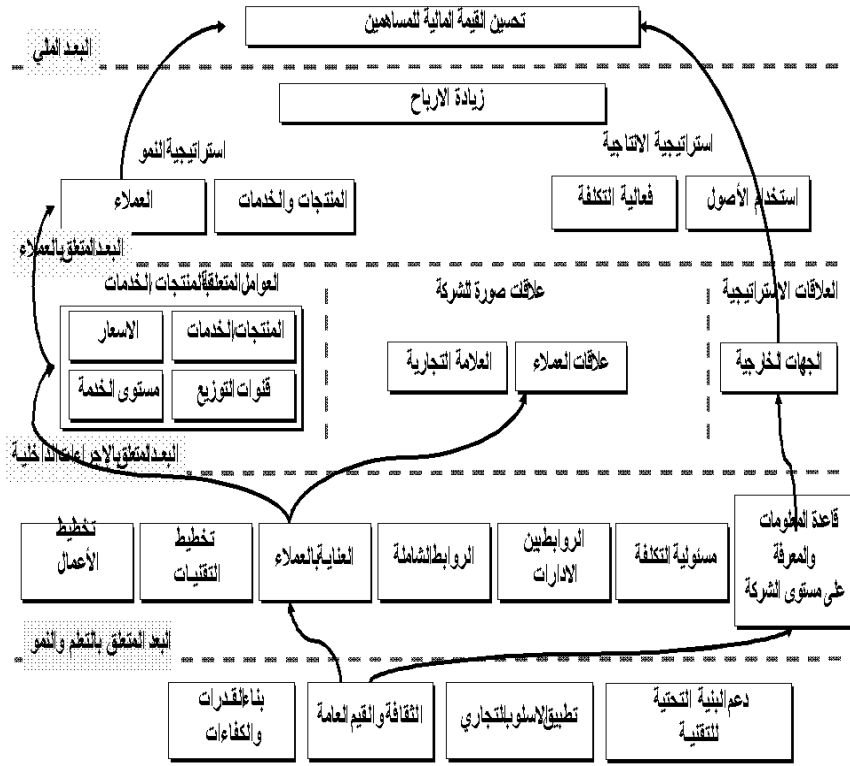 تحسين القيمة المالية للمساهمين
البعد الملي
زيادة الارباح
استراتيجية الانتاجية
استراتيجية النمو
استخدام الأصول
فعالية التكلفة
المنتجات والخدمات
العملاء
البعد المتعلق بالعملاء
العلاقات الاستراتيجية
علاقات صورة للشركة
العوامل المتعلقة بالمنتجات /الخدمات
المنتجات/الخدمات
الاسعار
الجهات الخارجية
علاقات العملاء
العلامة التجارية
قنوات التوزيع
مستوى الخدمة
البعد المتعلق بالاجراءات الداخلية
قاعدة المعلومات
والمعرفة
على مستوى الشركة
مسئولية التكلفة
الروابط بين
الادارات
الروابط الشاملة
العناية بالعملاء
تخطيط
التقنيات
تخطيط
الأعمال
البعد المتعلق بالتعلم والنمو
دعم البنية التحتية
للتقنية
تطبيق الاسلوب التجاري
الثقافة و القيم العامة
بناء القدرات
والكفاءات